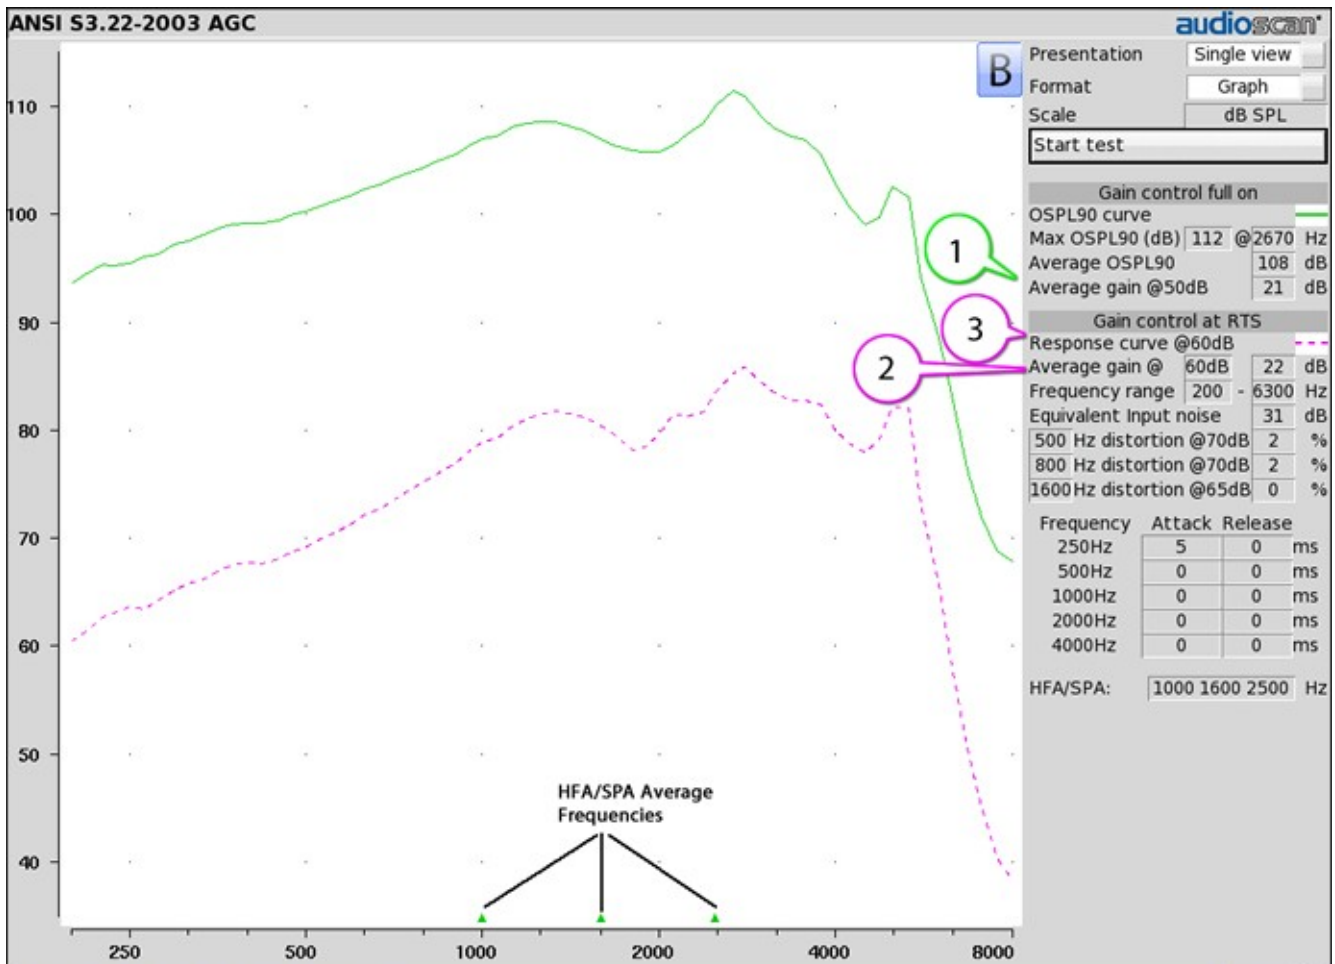 ANSI S3.22-2003 AGC
audioscan
B
Presentation Single view
Format Graph
Scale dB SPL
Start test
Gain control full on
OSPL90 curve
Max OSPL90 (dB) 112 @ 2670 Hz
Average OSPL90 108 dB
Average gain @50dB 21 dB
Gain control at RTS
Response curve @60dB
Average gain @ 60dB 22 dB
Frequency range 200 - 6300 Hz
Equivalent Input noise 31 dB
500 Hz distortion @70dB 2 %
800 Hz distortion @70dB 2 %
1600 Hz distortion @65dB 0 %
Frequency Attack Release
250Hz 5 0 ms
500Hz 0 0 ms
1000Hz 0 0 ms
2000Hz 0 0 ms
4000Hz 0 0 ms
HFA/SPA: 1000 1600 2500 Hz
1
3
2
110
100
90
80
70
60
50
40
HFA/SPA Average
Frequencies
250 500 1000 2000 4000 8000